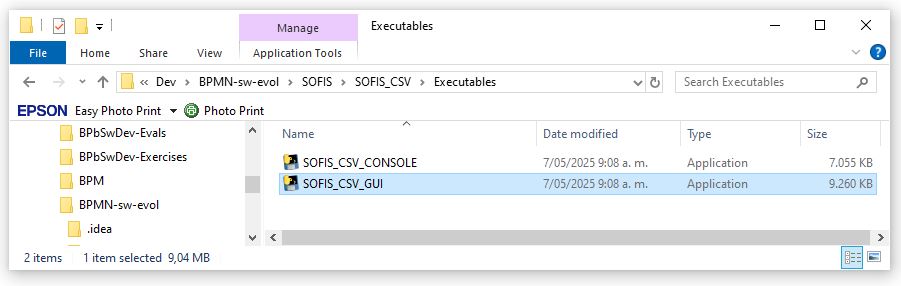 Manage Executables
File Home Share View Application Tools
« Dev > BPMN-sw-evol > SOFIS > SOFIS_CSV > Executables Search Executables
EPSON Easy Photo Print Photo Print
BPbSwDev-Evals
BPbSwDev-Exercises
BPM
BPMN-sw-evol
.idea
Name Date modified Type Size
SOFIS_CSV_CONSOLE 7/05/2025 9:08 a. m. Application 7.055 KB
SOFIS_CSV_GUI 7/05/2025 9:08 a. m. Application 9.260 KB
2 items 1 item selected 9,04 MB